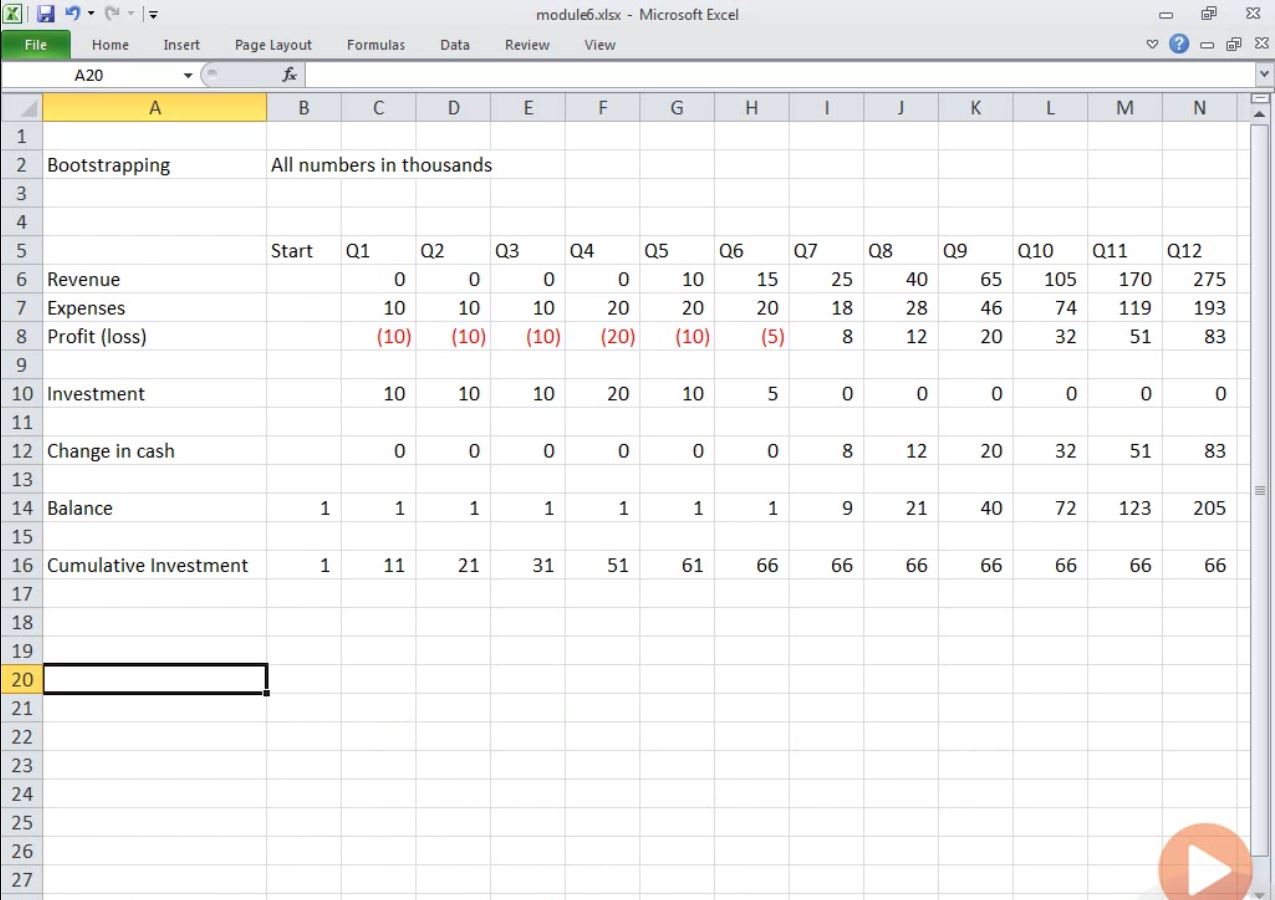 module6.xlsx - Microsoft Excel
File Home Insert Page Layout Formulas Data Review View
A20 fx
A B C D E F G H I J K L M N
1
2 Bootstrapping All numbers in thousands
3
4
5 Start Q1 Q2 Q3 Q4 Q5 Q6 Q7 Q8 Q9 Q10 Q11 Q12
6 Revenue 0 0 0 0 10 15 25 40 65 105 170 275
7 Expenses 10 10 10 20 20 20 18 28 46 74 119 193
8 Profit (loss) (10) (10) (10) (20) (10) (5) 8 12 20 32 51 83
9
10 Investment 10 10 10 20 10 5 0 0 0 0 0 0
11
12 Change in cash 0 0 0 0 0 0 8 12 20 32 51 83
13
14 Balance 1 1 1 1 1 1 1 9 21 40 72 123 205
15
16 Cumulative Investment 1 11 21 31 51 61 66 66 66 66 66 66 66
17
18
19
20
21
22
23
24
25
26
27